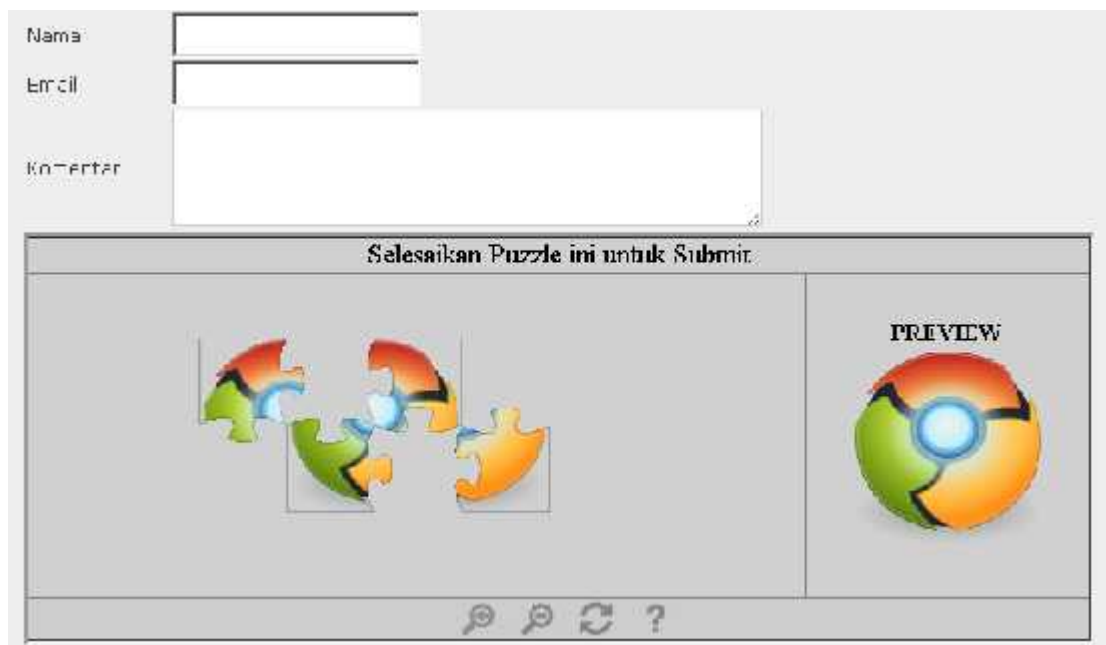 Nama
Email
Komentar
Selesaikan Puzzle ini untuk Submit
PREVIEW
?